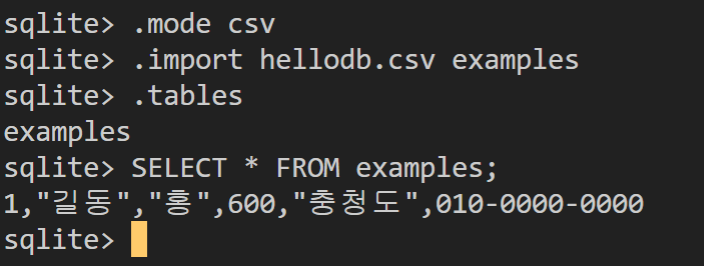 sqlite> .mode csv
sqlite> .import hellodb.csv examples
sqlite> .tables
examples
sqlite> SELECT * FROM examples;
1,"길동","홍",600,"충청도",010-0000-0000
sqlite>